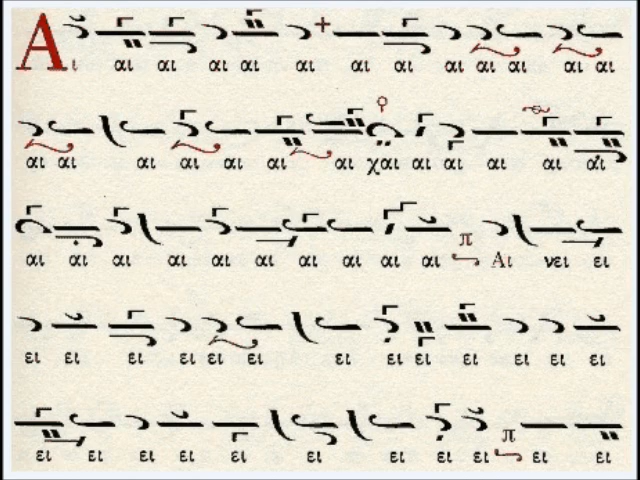 Αι αι αι αι αι αι αι αι αι αι αι αι αι
αι αι αι αι αι αι αι χαι αι αι αι αι αι
αι αι αι αι αι αι αι αι αι αι π Αι νει ει
ει ει ει ει ει ει ει ει ει ει ει ει ει
ει ει ει ει ει ει ει ει ει π ει ει